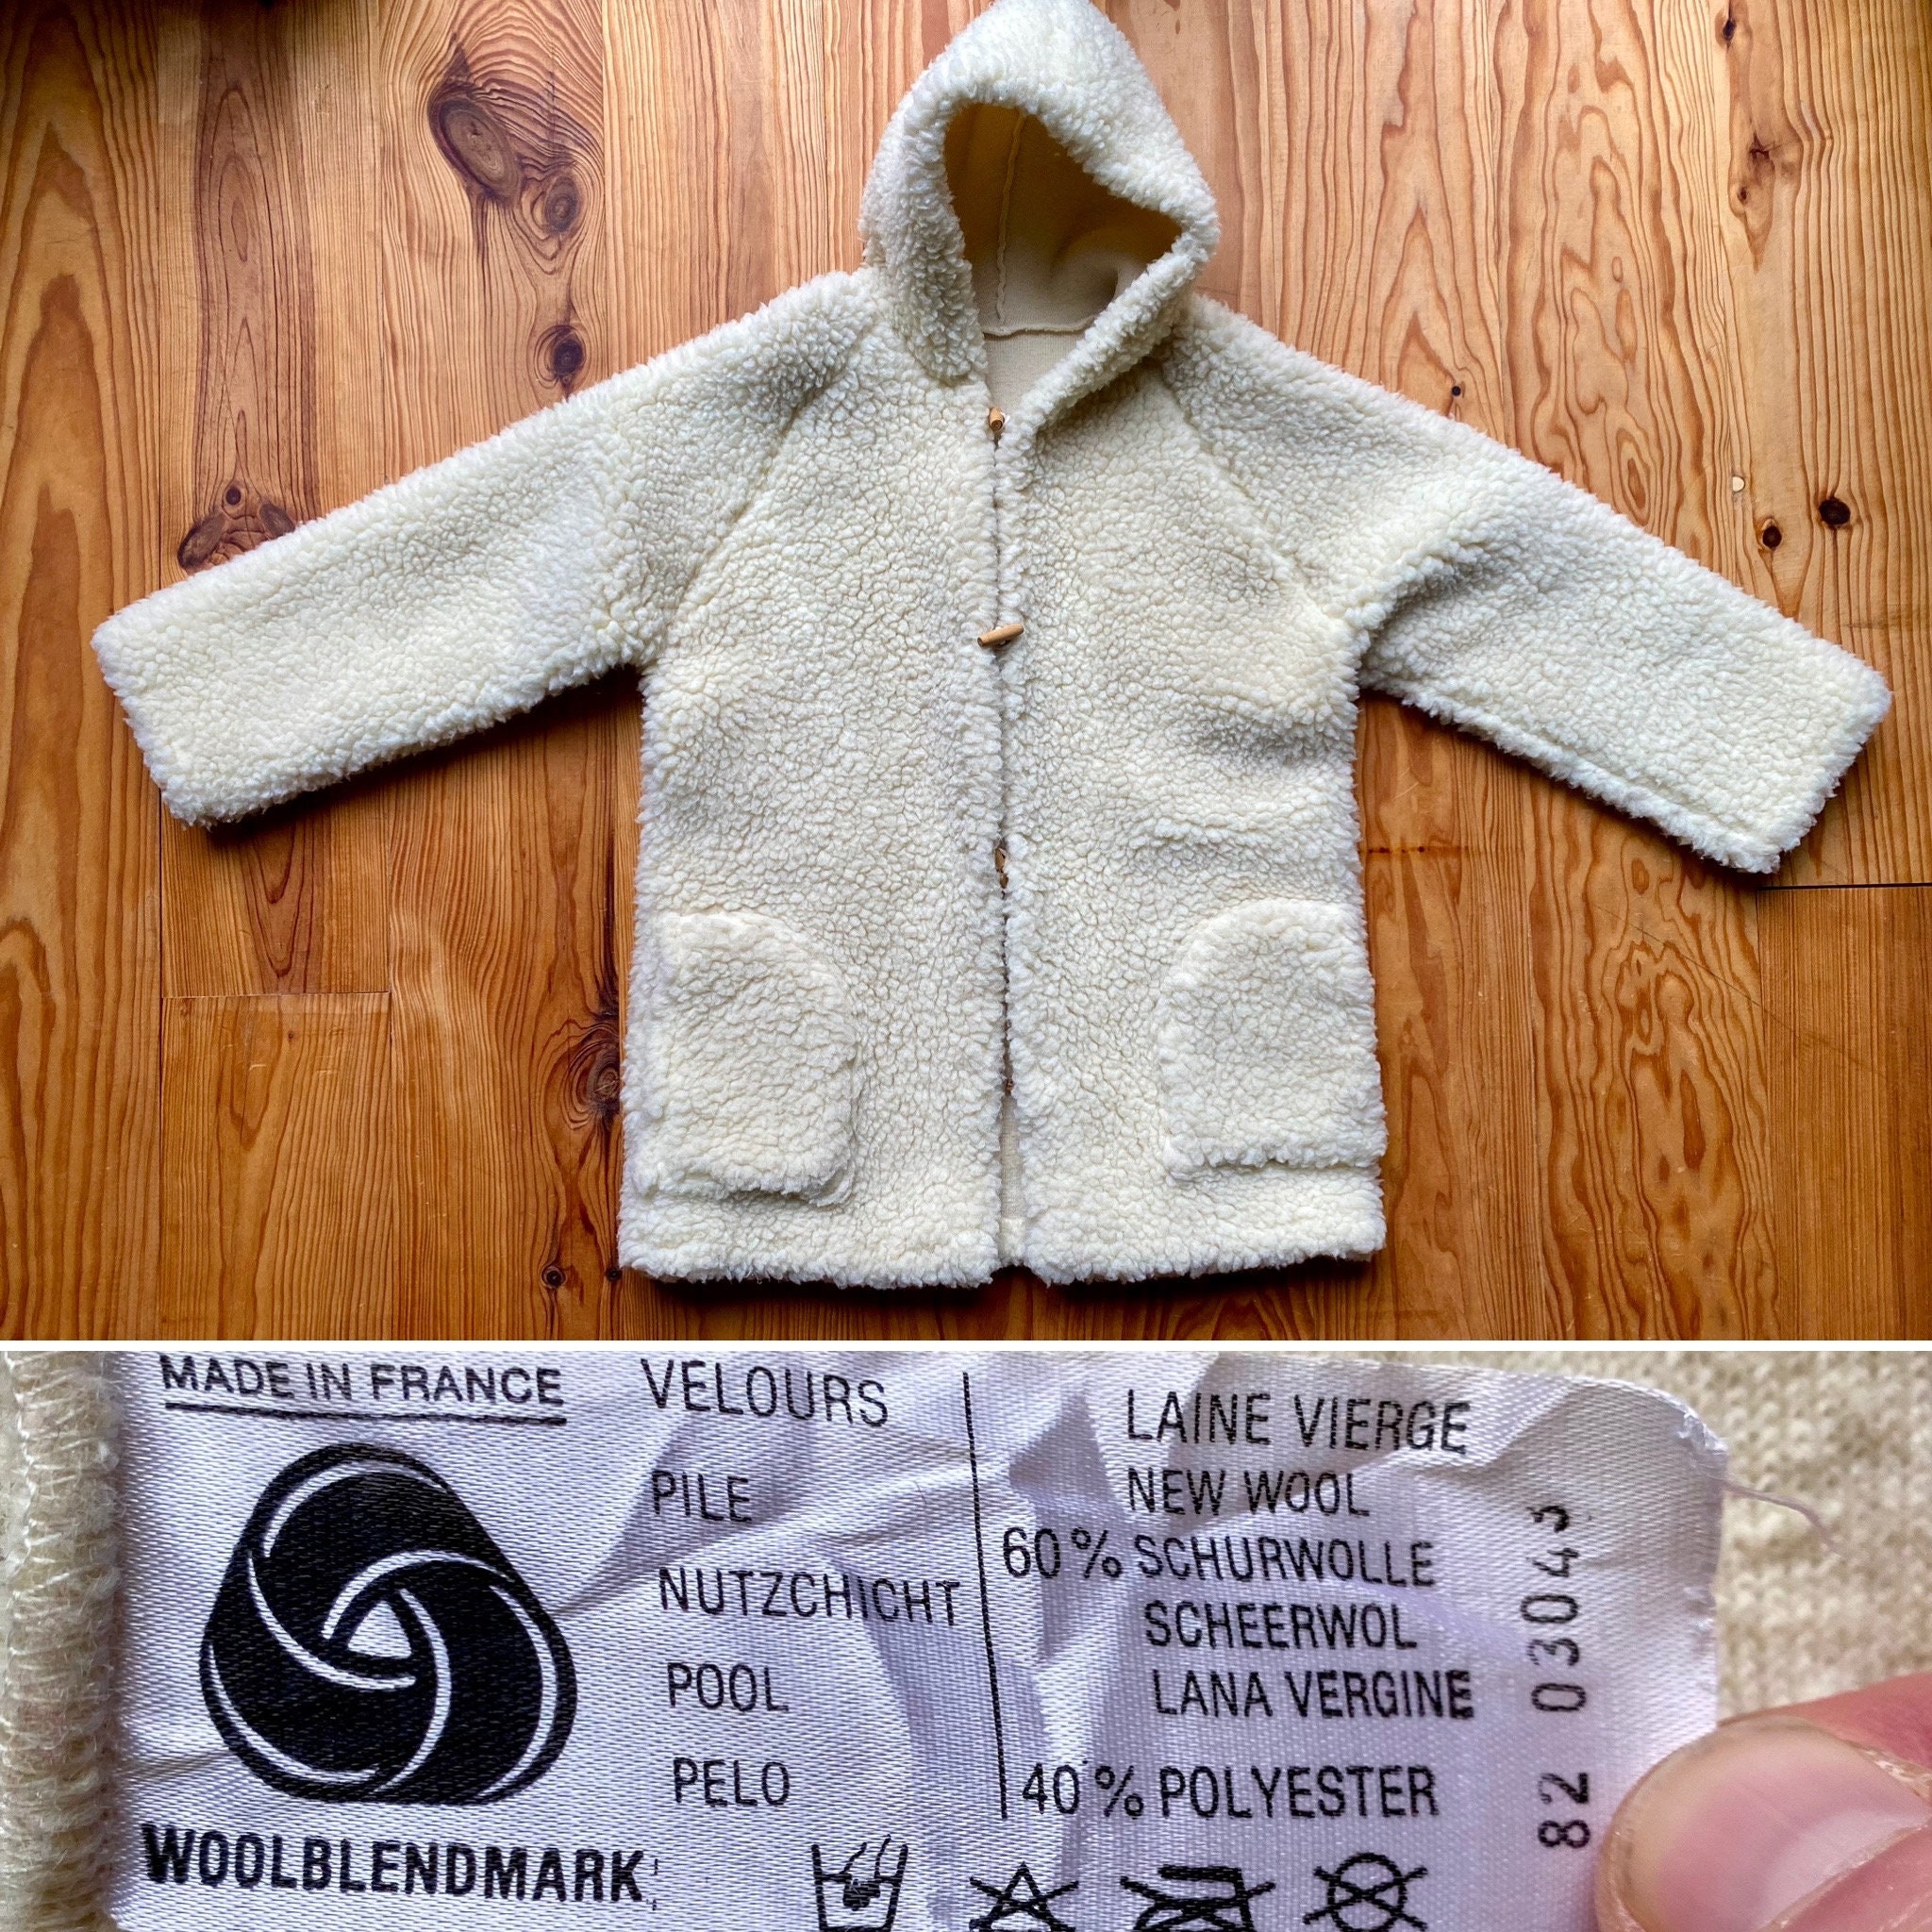 MADE IN FRANCE
WOOLBLENDMARK
VELOURS
PILE
NUTZCHICHT
POOL
PELO
LAINE VIERGE
NEW WOOL
60% SCHURWOLLE
SCHEERWOL
LANA VERGINE
40% POLYESTER
82 03043